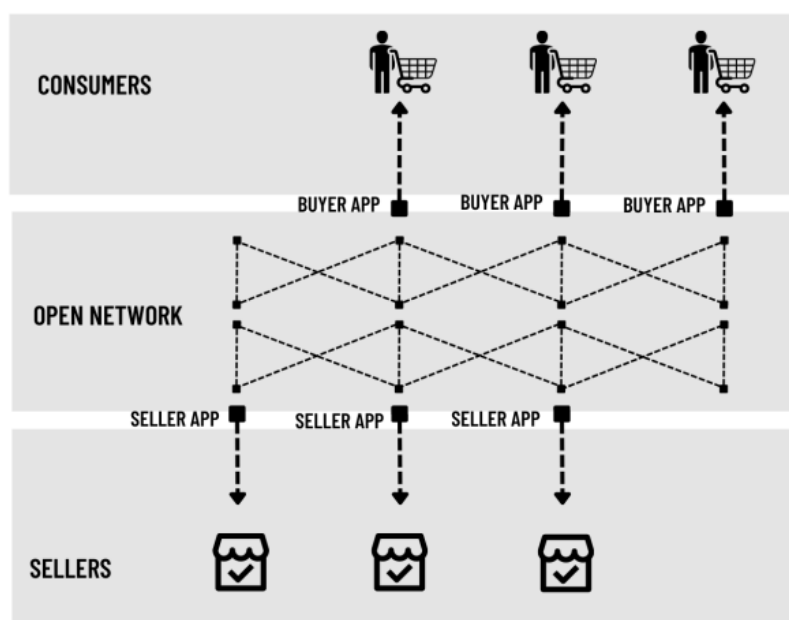 CONSUMERS
BUYER APP
BUYER APP
BUYER APP
OPEN NETWORK
SELLER APP
SELLER APP
SELLER APP
SELLERS